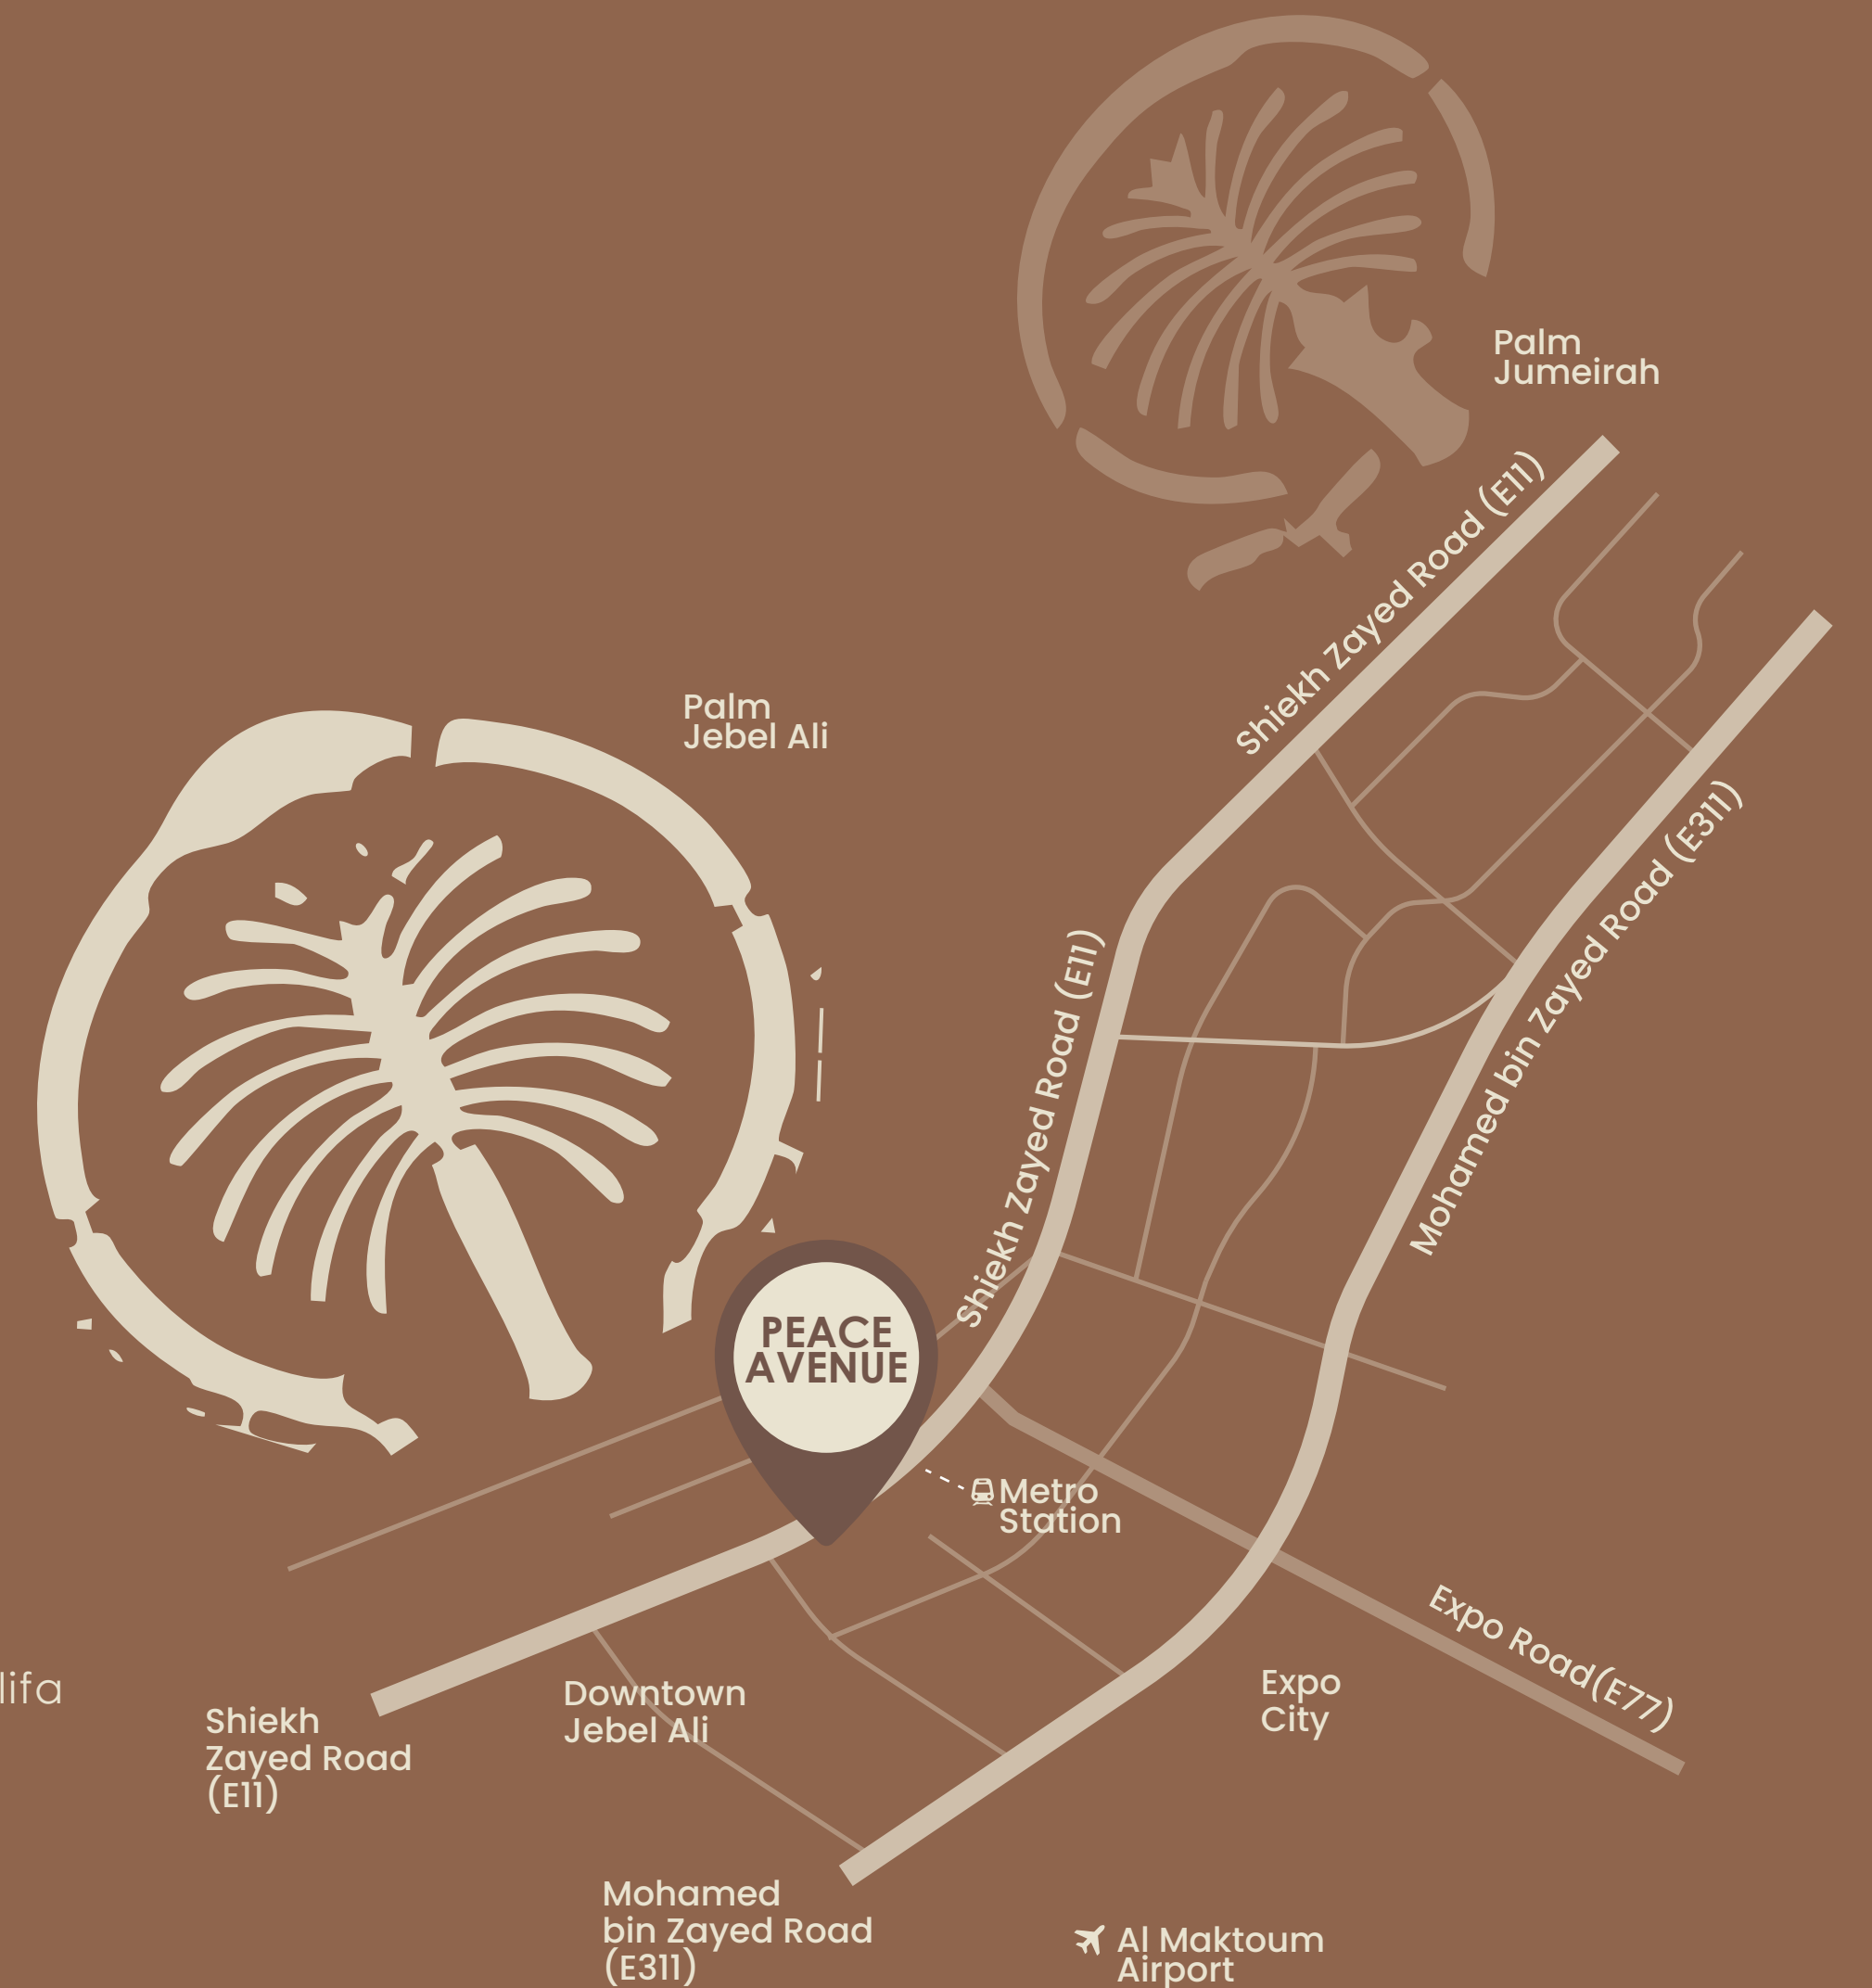 Palm
Jumeirah
Shiekh Zayed Road (E11)
Palm
Jebel Ali
Mohamed bin Zayed Road (E311)
Shiekh Zayed Road (E11)
PEACE
AVENUE
Metro
Station
Expo Road(E77)
lifa
Shiekh
Zayed Road
(E11)
Downtown
Jebel Ali
Expo
City
Mohamed
bin Zayed Road
(E311)
Al Maktoum
Airport